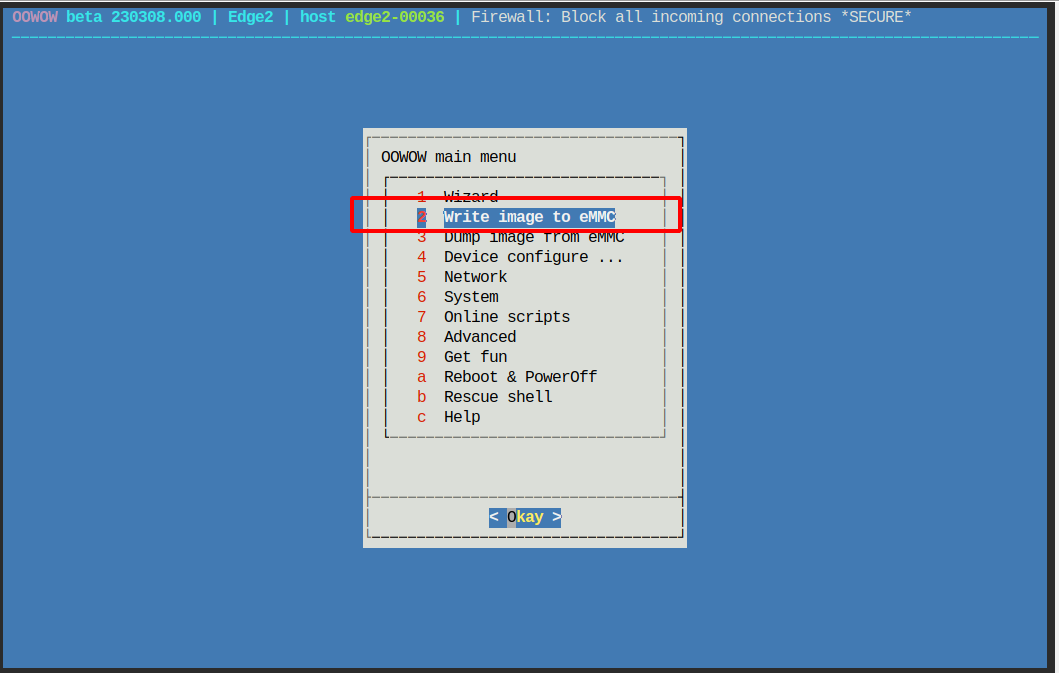 OOWOW beta 230308.000 | Edge2 | host edge2-00036 | Firewall: Block all incoming connections *SECURE*
OOWOW main menu
1 Wizard
2 Write image to eMMC
3 Dump image from eMMC
4 Device configure ...
5 Network
6 System
7 Online scripts
8 Advanced
9 Get fun
a Reboot & PowerOff
b Rescue shell
c Help
< Okay >